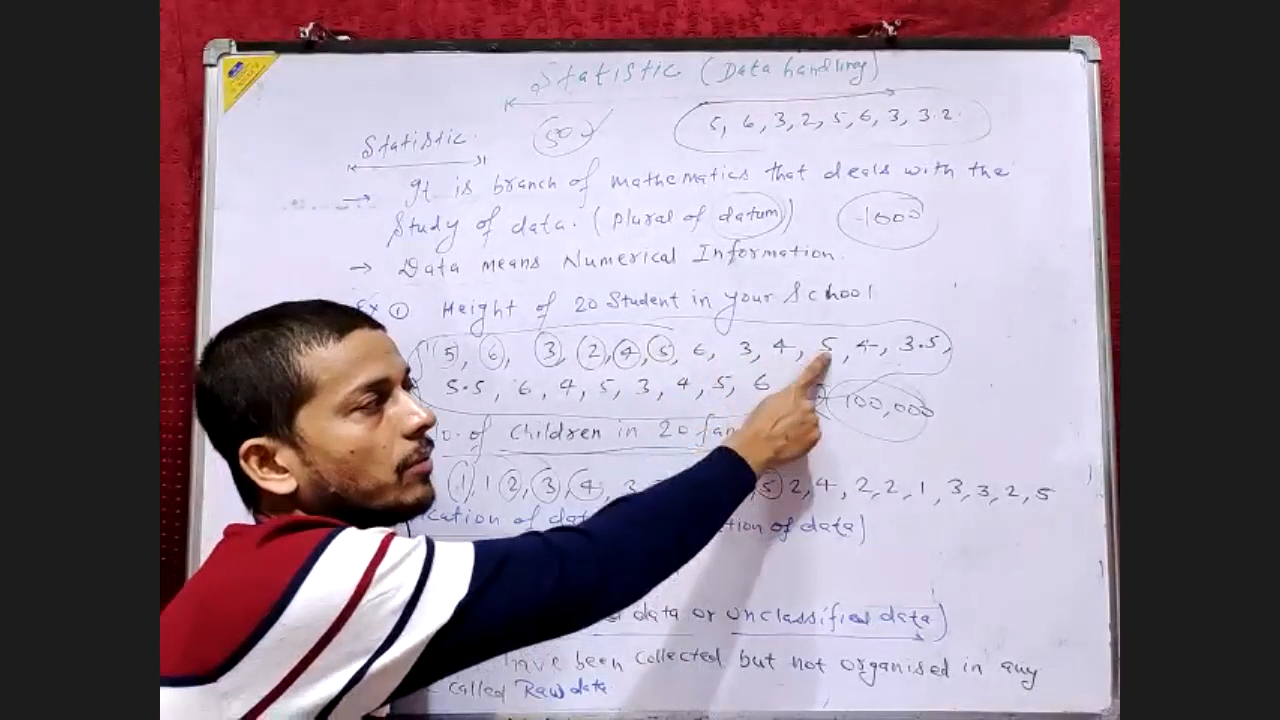 Statistic (Data handling)
5, 6, 3, 2, 5, 6, 3, 3.2.
Statistic.
500
→ It is branch of mathematics that deals with the
Study of data. (plural of datum)
1000
→ Data means Numerical Information.
Ex ① Height of 20 Student in your School
5, 6, 3, 2, 4, 5, 6, 3, 4, 5, 4, 3.5,
5.5, 6, 4, 5, 3, 4, 5, 6
100,000
of children in 20
1, 1 2, 3, 4, 3 5 2, 4, 2, 2, 1, 3, 3, 2, 5
of data)
data or unclassified data)
have been collected but not organised in any
called Raw data